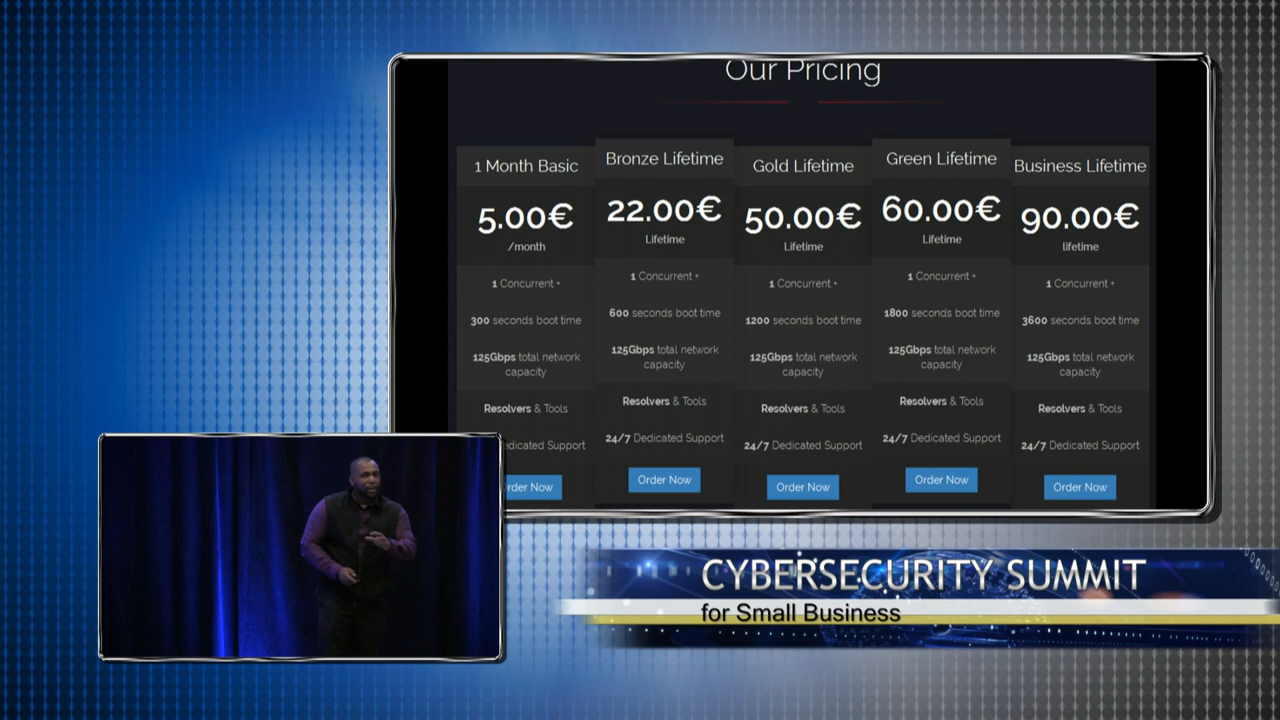 Our Pricing
1 Month Basic
5.00€
/month
1 Concurrent +
300 seconds boot time
125Gbps total network
capacity
Resolvers & Tools
Dedicated Support
Order Now
Bronze Lifetime
22.00€
Lifetime
1 Concurrent +
600 seconds boot time
125Gbps total network
capacity
Resolvers & Tools
24/7 Dedicated Support
Order Now
Gold Lifetime
50.00€
Lifetime
1 Concurrent +
1200 seconds boot time
125Gbps total network
capacity
Resolvers & Tools
24/7 Dedicated Support
Order Now
Green Lifetime
60.00€
Lifetime
1 Concurrent +
1800 seconds boot time
125Gbps total network
capacity
Resolvers & Tools
24/7 Dedicated Support
Order Now
Business Lifetime
90.00€
lifetime
1 Concurrent +
3600 seconds boot time
125Gbps total network
capacity
Resolvers & Tools
24/7 Dedicated Support
Order Now
CYBERSECURITY SUMMIT
for Small Business